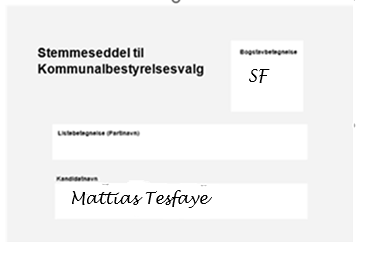 Stemmeseddel til
Kommunalbestyrelsesvalg
Bogstavbetegnelse
SF
Listebetegnelse (Partinavn)
Kandidatnavn
Mattias Tesfaye